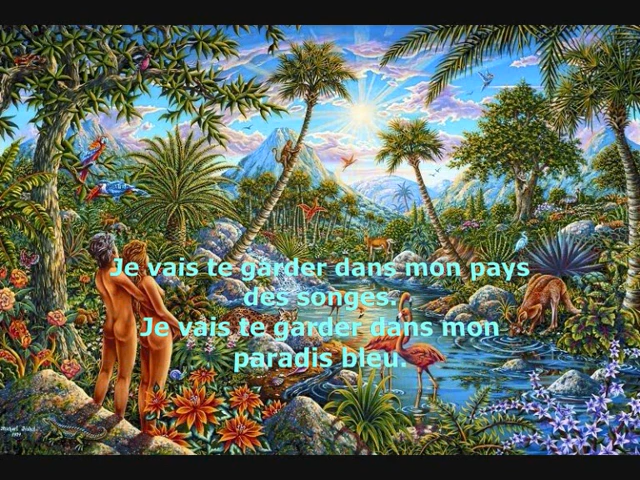 Je vais te garder dans mon pays
des songes.
Je vais te garder dans mon
paradis bleu.